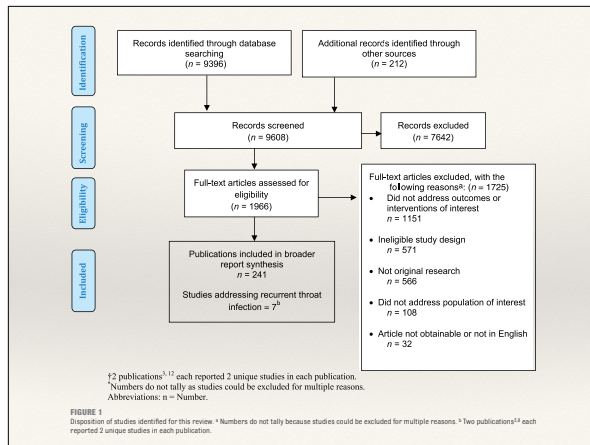 Identification
Records identified through database
searching
(n = 9396)
Additional records identified through
other sources
(n = 212)
Screening
Records screened
(n = 9608)
Records excluded
(n = 7642)
Eligibility
Full-text articles assessed for
eligibility
(n = 1966)
Full-text articles excluded, with the
following reasonsᵃ: (n = 1725)
• Did not address outcomes or
interventions of interest
n = 1151
• Ineligible study design
n = 571
• Not original research
n = 566
• Did not address population of interest
n = 108
• Article not obtainable or not in English
n = 32
Included
Publications included in broader
report synthesis
n = 241
Studies addressing recurrent throat
infection = 7ᵇ
†2 publications³,¹² each reported 2 unique studies in each publication.
*Numbers do not tally as studies could be excluded for multiple reasons.
Abbreviations: n = Number.
FIGURE 1
Disposition of studies identified for this review. ᵃ Numbers do not tally because studies could be excluded for multiple reasons. ᵇ Two publications each
reported 2 unique studies in each publication.